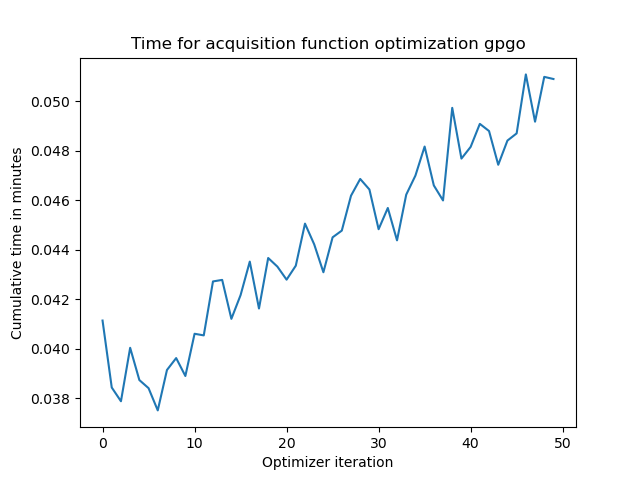 Time for acquisition function optimization gpgo
Cumulative time in minutes
0.050
0.048
0.046
0.044
0.042
0.040
0.038
0 10 20 30 40 50
Optimizer iteration